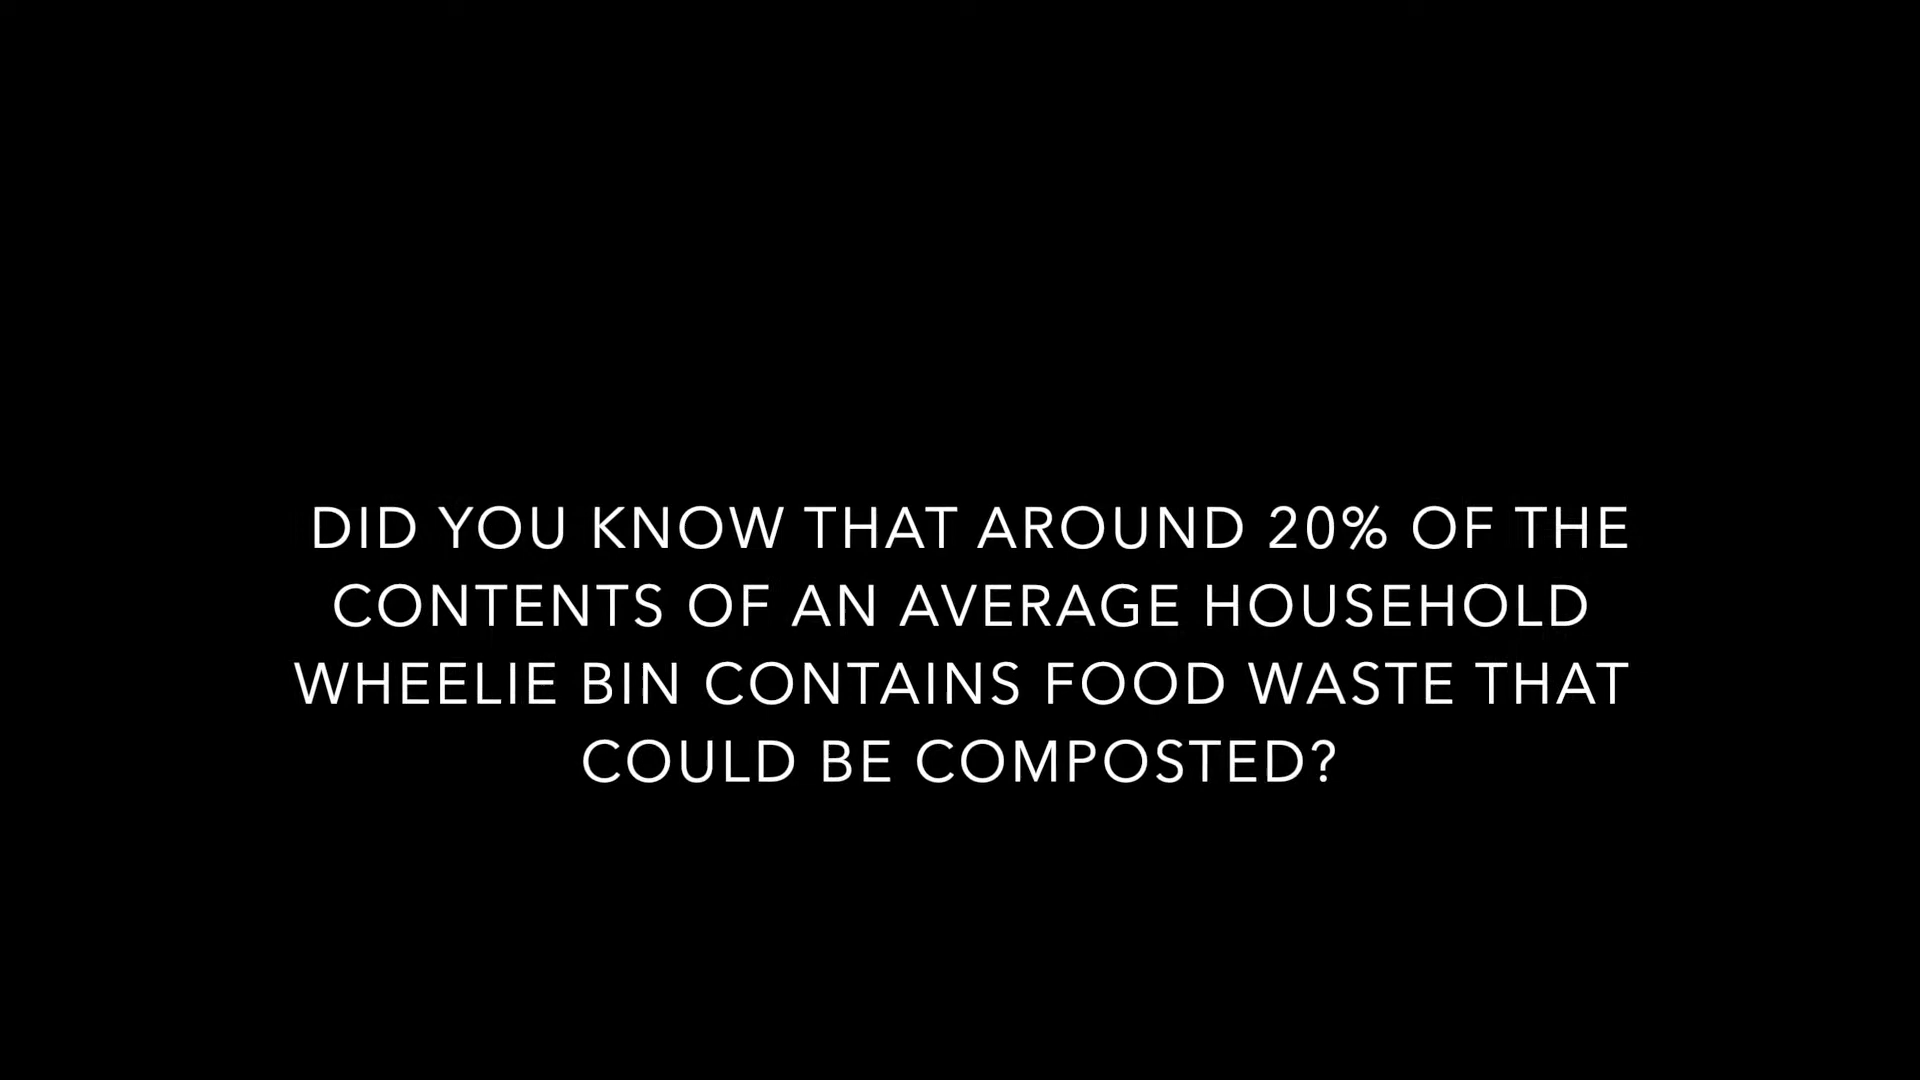 DID YOU KNOW THAT AROUND 20% OF THE
CONTENTS OF AN AVERAGE HOUSEHOLD
WHEELIE BIN CONTAINS FOOD WASTE THAT
COULD BE COMPOSTED?